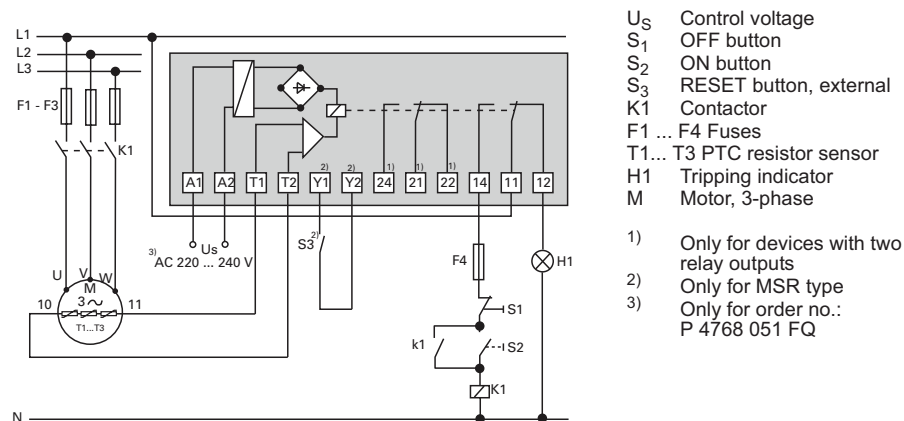 L1
L2
L3
F1 - F3
K1
A1 A2 T1 T2 Y1 2) Y2 2) 24 1) 21 1) 22 1) 14 11 12
3) Us
AC 220 ... 240 V
S3 2)
F4
H1
U V W
M
3~
10 11
T1...T3
S1
k1
S2
K1
N
US Control voltage
S1 OFF button
S2 ON button
S3 RESET button, external
K1 Contactor
F1 ... F4 Fuses
T1... T3 PTC resistor sensor
H1 Tripping indicator
M Motor, 3-phase
1) Only for devices with two
relay outputs
2) Only for MSR type
3) Only for order no.:
P 4768 051 FQ